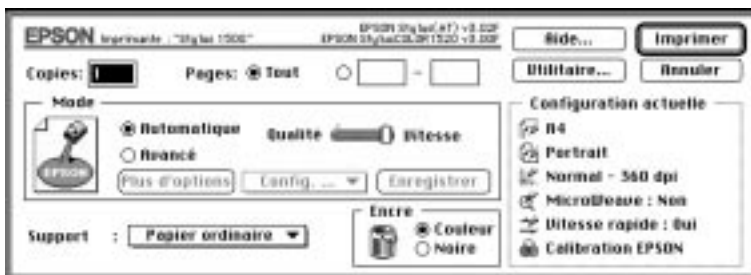 EPSON Imprimante : "Stylus 1500"
EPSON Stylus(AT) v3.02F
EPSON StylusCOLOR1520 v3.00F
Aide...
Imprimer
Copies: 1
Pages: Tout
-
Utilitaire...
Annuler
Mode
EPSON
Automatique
Avancé
Qualité
Vitesse
Plus d'options
Config. ...
Enregistrer
Support :
Papier ordinaire
Encre
Couleur
Noire
Configuration actuelle
A4
Portrait
Normal - 360 dpi
MicroWeave : Non
Vitesse rapide : Oui
Calibration EPSON